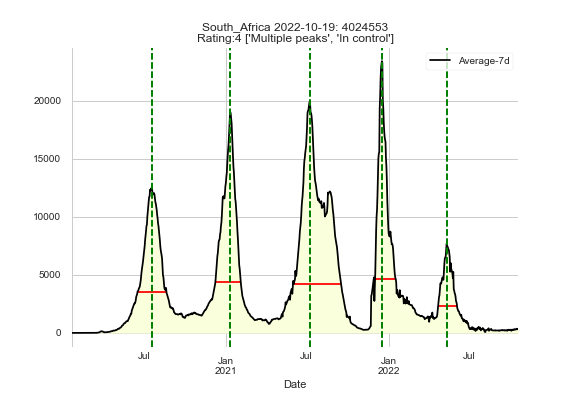 South_Africa 2022-10-19: 4024553
Rating:4 ['Multiple peaks', 'In control']
Average-7d
20000
15000
10000
5000
0
Jul
Jan
2021
Jul
Jan
2022
Jul
Date